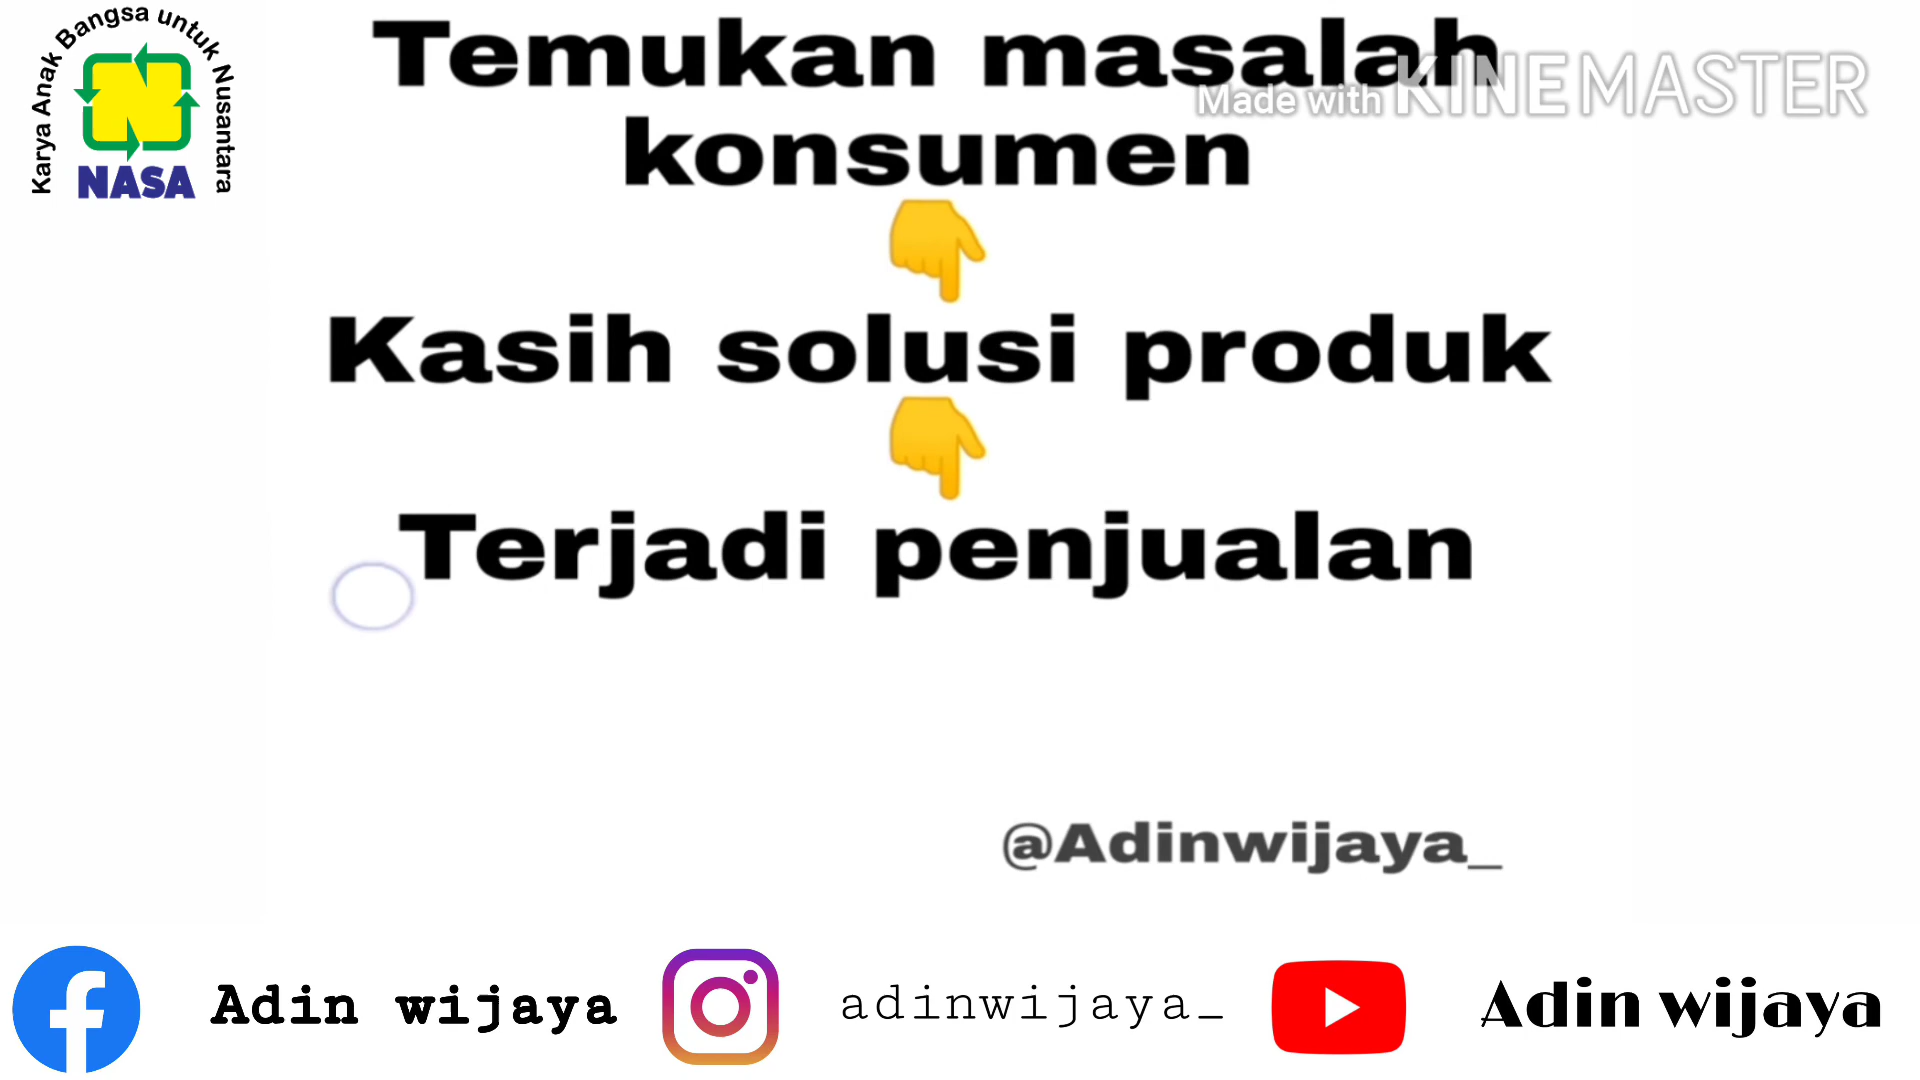 Karya Anak Bangsa untuk Nusantara
N
NASA
Temukan masalah
Made with KINEMASTER
konsumen
Kasih solusi produk
Terjadi penjualan
@Adinwijaya_
Adin wijaya
adinwijaya_
Adin wijaya